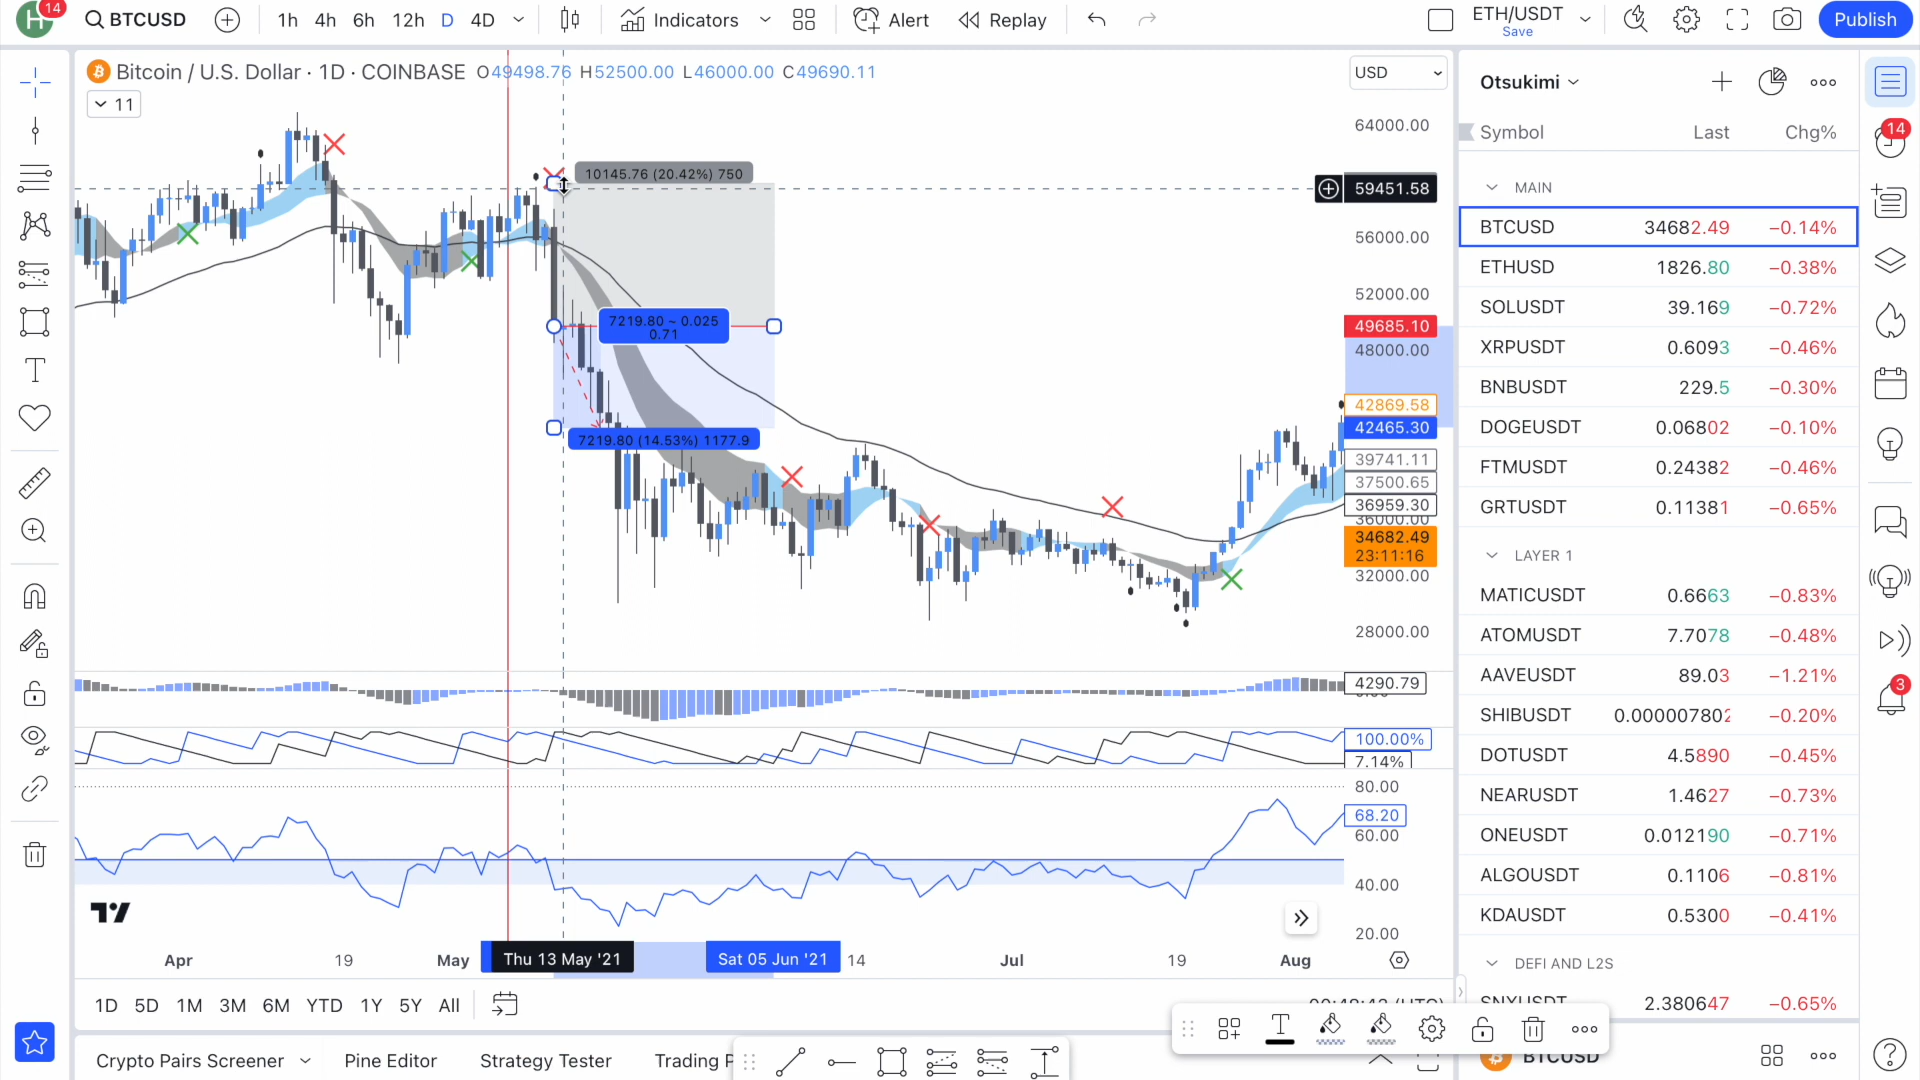 H
14
BTCUSD
1h 4h 6h 12h D 4D
Indicators
Alert
Replay
ETH/USDT
Save
Publish
Bitcoin / U.S. Dollar · 1D · COINBASE O49498.76 H52500.00 L46000.00 C49690.11
11
USD
64000.00
59451.58
56000.00
52000.00
49685.10
48000.00
42869.58
42465.30
39741.11
37500.65
36959.30
36000.00
34682.49
23:11:16
32000.00
28000.00
10145.76 (20.42%) 750
7219.80 ~ 0.025
0.71
7219.80 (14.53%) 1177.9
4290.79
100.00%
7.14%
80.00
68.20
60.00
40.00
20.00
Apr 19 May Thu 13 May '21 Sat 05 Jun '21 14 Jul 19 Aug
1D 5D 1M 3M 6M YTD 1Y 5Y All
Crypto Pairs Screener Pine Editor Strategy Tester Trading P
Otsukimi
Symbol Last Chg%
MAIN
BTCUSD 34682.49 −0.14%
ETHUSD 1826.80 −0.38%
SOLUSDT 39.169 −0.72%
XRPUSDT 0.6093 −0.46%
BNBUSDT 229.5 −0.30%
DOGEUSDT 0.06802 −0.10%
FTMUSDT 0.24382 −0.46%
GRTUSDT 0.11381 −0.65%
LAYER 1
MATICUSDT 0.6663 −0.83%
ATOMUSDT 7.7078 −0.48%
AAVEUSDT 89.03 −1.21%
SHIBUSDT 0.000007802 −0.20%
DOTUSDT 4.5890 −0.45%
NEARUSDT 1.4627 −0.73%
ONEUSDT 0.012190 −0.71%
ALGOUSDT 0.1106 −0.81%
KDAUSDT 0.5300 −0.41%
DEFI AND L2S
SNXUSDT 2.380647 −0.65%
BTCUSD
14
3